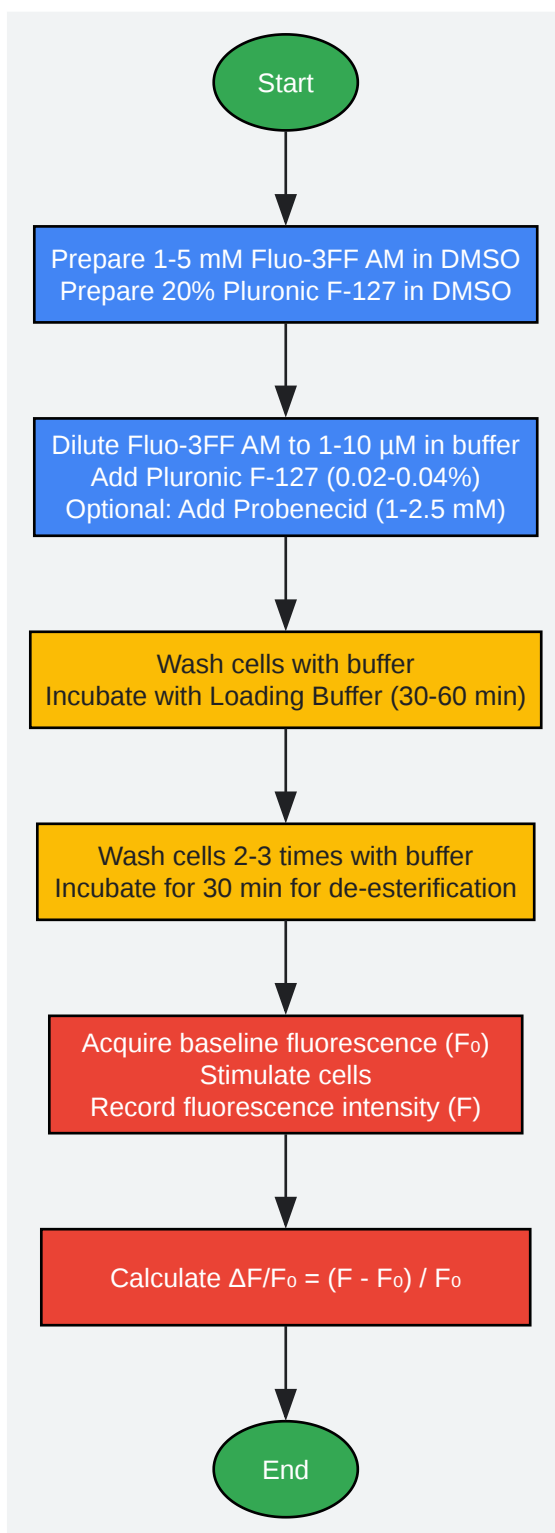 Start
Prepare 1-5 mM Fluo-3FF AM in DMSO
Prepare 20% Pluronic F-127 in DMSO
Dilute Fluo-3FF AM to 1-10 µM in buffer
Add Pluronic F-127 (0.02-0.04%)
Optional: Add Probenecid (1-2.5 mM)
Wash cells with buffer
Incubate with Loading Buffer (30-60 min)
Wash cells 2-3 times with buffer
Incubate for 30 min for de-esterification
Acquire baseline fluorescence (F₀)
Stimulate cells
Record fluorescence intensity (F)
Calculate ΔF/F₀ = (F - F₀) / F₀
End